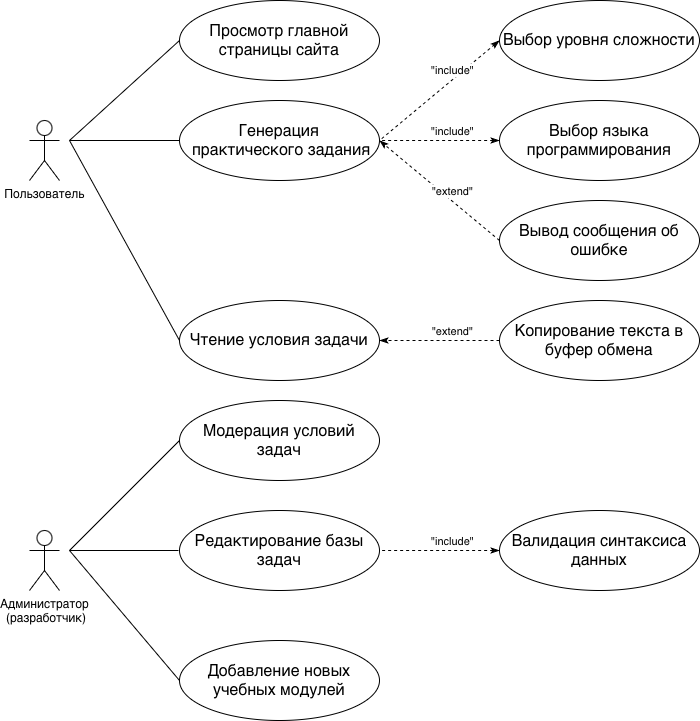 Просмотр главной
страницы сайта
Выбор уровня сложности
"include"
Генерация
практического задания
"include"
Выбор языка
программирования
Пользователь
"extend"
Вывод сообщения об
ошибке
Чтение условия задачи
"extend"
Копирование текста в
буфер обмена
Модерация условий
задач
Редактирование базы
задач
"include"
Валидация синтаксиса
данных
Администратор
(разработчик)
Добавление новых
учебных модулей